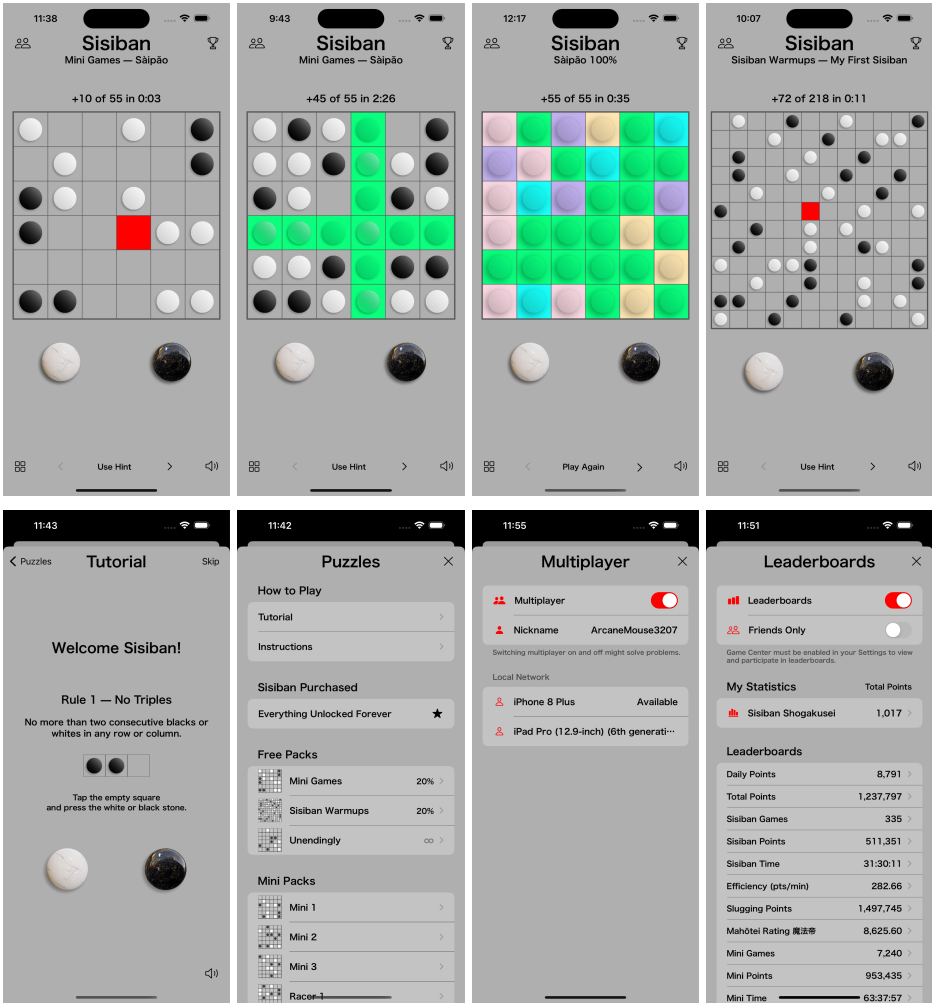 11:38
Sisiban
Mini Games — Sàipǎo
+10 of 55 in 0:03
Use Hint
9:43
Sisiban
Mini Games — Sàipǎo
+45 of 55 in 2:26
Use Hint
12:17
Sisiban
Sàipǎo 100%
+55 of 55 in 0:35
Play Again
10:07
Sisiban
Sisiban Warmups — My First Sisiban
+72 of 218 in 0:11
Use Hint
11:43
Puzzles
Tutorial
Skip
Welcome Sisiban!
Rule 1 — No Triples
No more than two consecutive blacks or
whites in any row or column.
Tap the empty square
and press the white or black stone.
11:42
Puzzles
How to Play
Tutorial
Instructions
Sisiban Purchased
Everything Unlocked Forever
Free Packs
Mini Games 20%
Sisiban Warmups 20%
Unendingly ∞
Mini Packs
Mini 1
Mini 2
Mini 3
Racer 1
11:55
Multiplayer
Multiplayer
Nickname ArcaneMouse3207
Switching multiplayer on and off might solve problems.
Local Network
iPhone 8 Plus Available
iPad Pro (12.9-inch) (6th generati···
11:51
Leaderboards
Leaderboards
Friends Only
Game Center must be enabled in your Settings to view
and participate in leaderboards.
My Statistics Total Points
Sisiban Shogakusei 1,017
Leaderboards
Daily Points 8,791
Total Points 1,237,797
Sisiban Games 335
Sisiban Points 511,351
Sisiban Time 31:30:11
Efficiency (pts/min) 282.66
Slugging Points 1,497,745
Mahōtei Rating 魔法帝 8,625.60
Mini Games 7,240
Mini Points 953,435
Mini Time 63:37:57